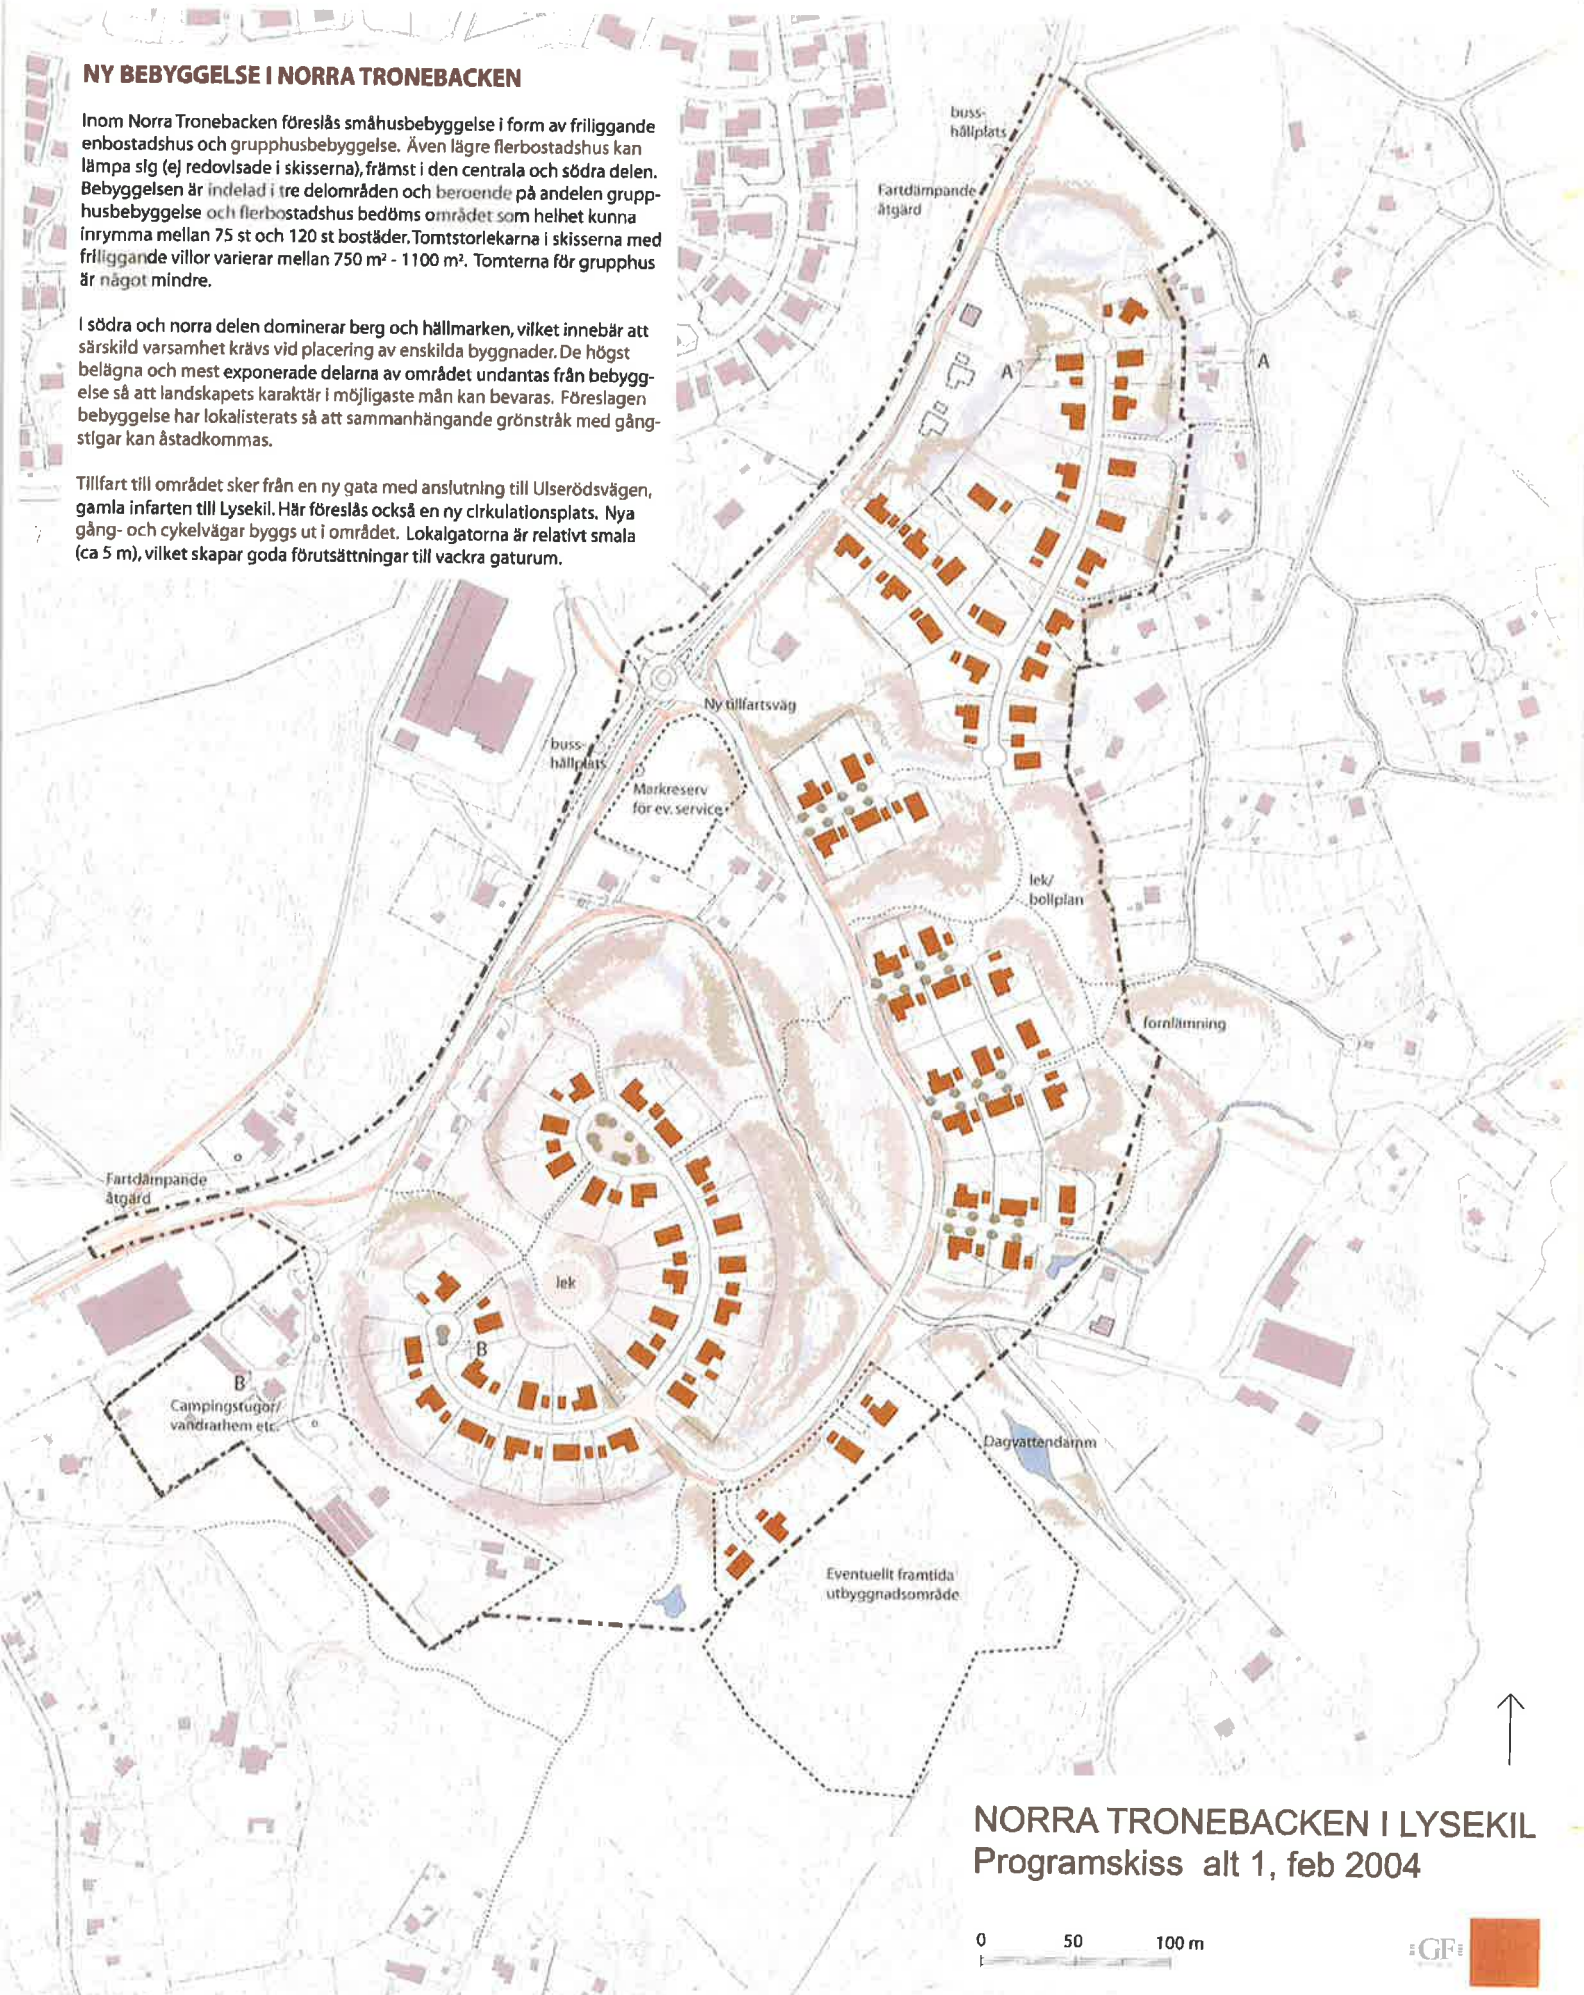 NY BEBYGGELSE I NORRA TRONEBACKEN
Inom Norra Tronebacken föreslås småhusbebyggelse i form av friliggande
enbostadshus och grupphusbebyggelse. Även lägre flerbostadshus kan
lämpa sig (ej redovisade i skisserna), främst i den centrala och södra delen.
Bebyggelsen är indelad i tre delområden och beroende på andelen grupp-
husbebyggelse och flerbostadshus bedöms området som helhet kunna
inrymma mellan 75 st och 120 st bostäder. Tomtstorlekarna i skisserna med
friliggande villor varierar mellan 750 m² - 1100 m². Tomterna för grupphus
är något mindre.
I södra och norra delen dominerar berg och hällmarken, vilket innebär att
särskild varsamhet krävs vid placering av enskilda byggnader. De högst
belägna och mest exponerade delarna av området undantas från bebygg-
else så att landskapets karaktär i möjligaste mån kan bevaras. Föreslagen
bebyggelse har lokalisterats så att sammanhängande grönstråk med gång-
stigar kan åstadkommas.
Tillfart till området sker från en ny gata med anslutning till Ulserödsvägen,
gamla infarten till Lysekil. Här föreslås också en ny cirkulationsplats. Nya
gång- och cykelvägar byggs ut i området. Lokalgatorna är relativt smala
(ca 5 m), vilket skapar goda förutsättningar till vackra gaturum.
buss-
hållplats
Fartdämpande
åtgärd
A
A
Ny tillfartsväg
buss-
hållplats
Markreserv
för ev. service
lek/
bollplan
fornlämning
Fartdämpande
åtgärd
lek
B
B
Campingstugor/
vandrarhem etc.
Dagvattendamm
Eventuellt framtida
utbyggnadsområde
NORRA TRONEBACKEN I LYSEKIL
Programskiss alt 1, feb 2004
0 50 100 m
GF